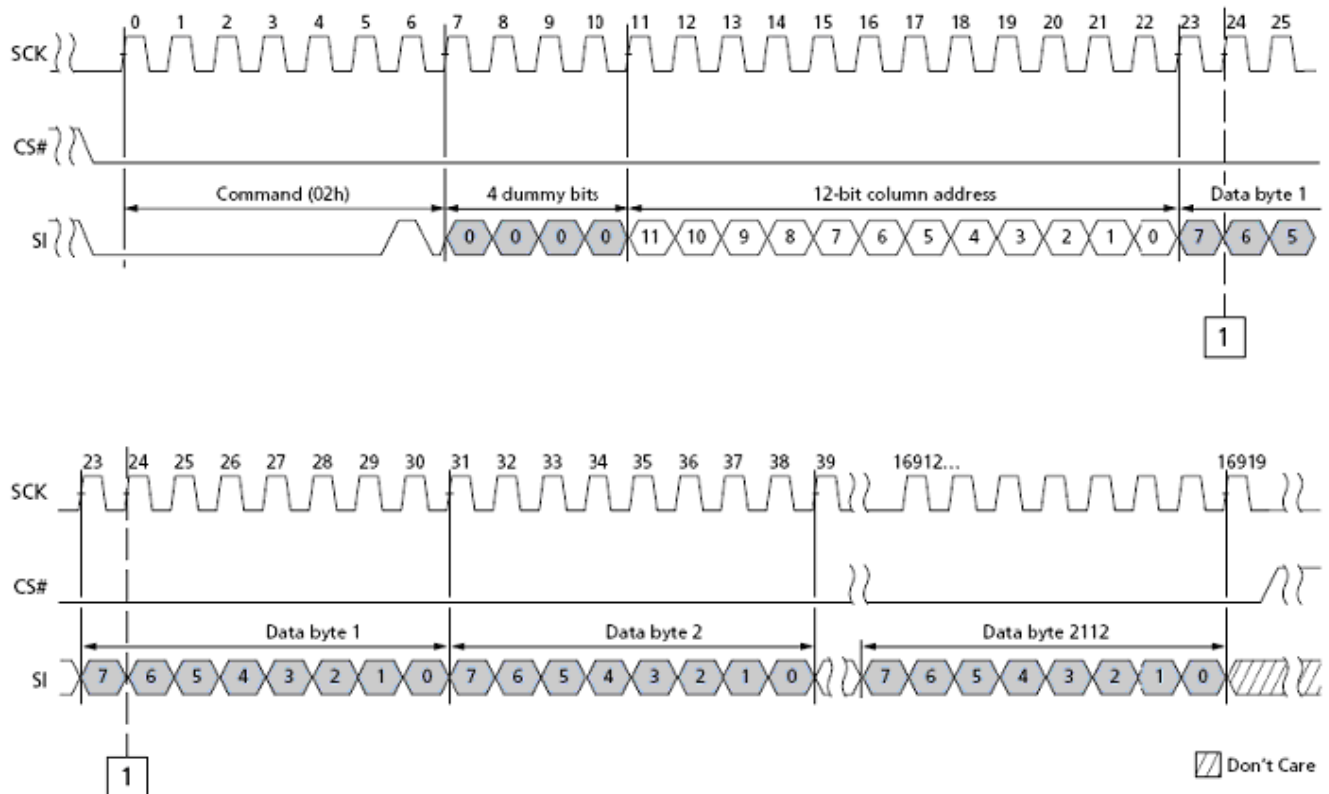 0 1 2 3 4 5 6 7 8 9 10 11 12 13 14 15 16 17 18 19 20 21 22 23 24 25
SCK
CS#
Command (02h) 4 dummy bits 12-bit column address Data byte 1
SI 0 0 0 0 11 10 9 8 7 6 5 4 3 2 1 0 7 6 5
1
23 24 25 26 27 28 29 30 31 32 33 34 35 36 37 38 39 16912... 16919
SCK
CS#
Data byte 1 Data byte 2 Data byte 2112
SI 7 6 5 4 3 2 1 0 7 6 5 4 3 2 1 0 7 6 5 4 3 2 1 0
1
Don't Care